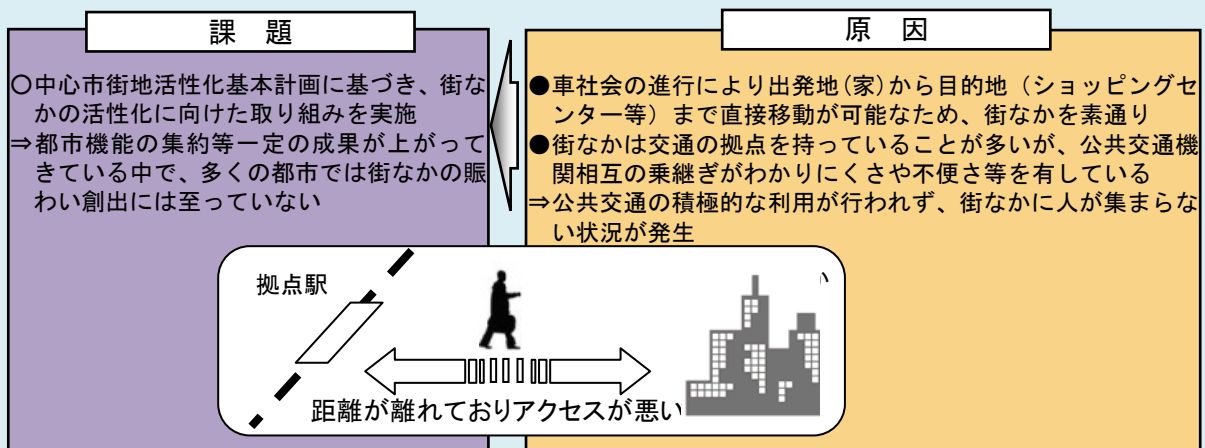 課　題
〇中心市街地活性化基本計画に基づき、街な
かの活性化に向けた取り組みを実施
⇒都市機能の集約等一定の成果が上がって
きている中で、多くの都市では街なかの賑
わい創出には至っていない
原　因
●車社会の進行により出発地(家)から目的地（ショッピングセ
ンター等）まで直接移動が可能なため、街なかを素通り
●街なかは交通の拠点を持っていることが多いが、公共交通機
関相互の乗継ぎがわかりにくさや不便さ等を有している
⇒公共交通の積極的な利用が行われず、街なかに人が集まらな
い状況が発生
拠点駅
距離が離れておりアクセスが悪い